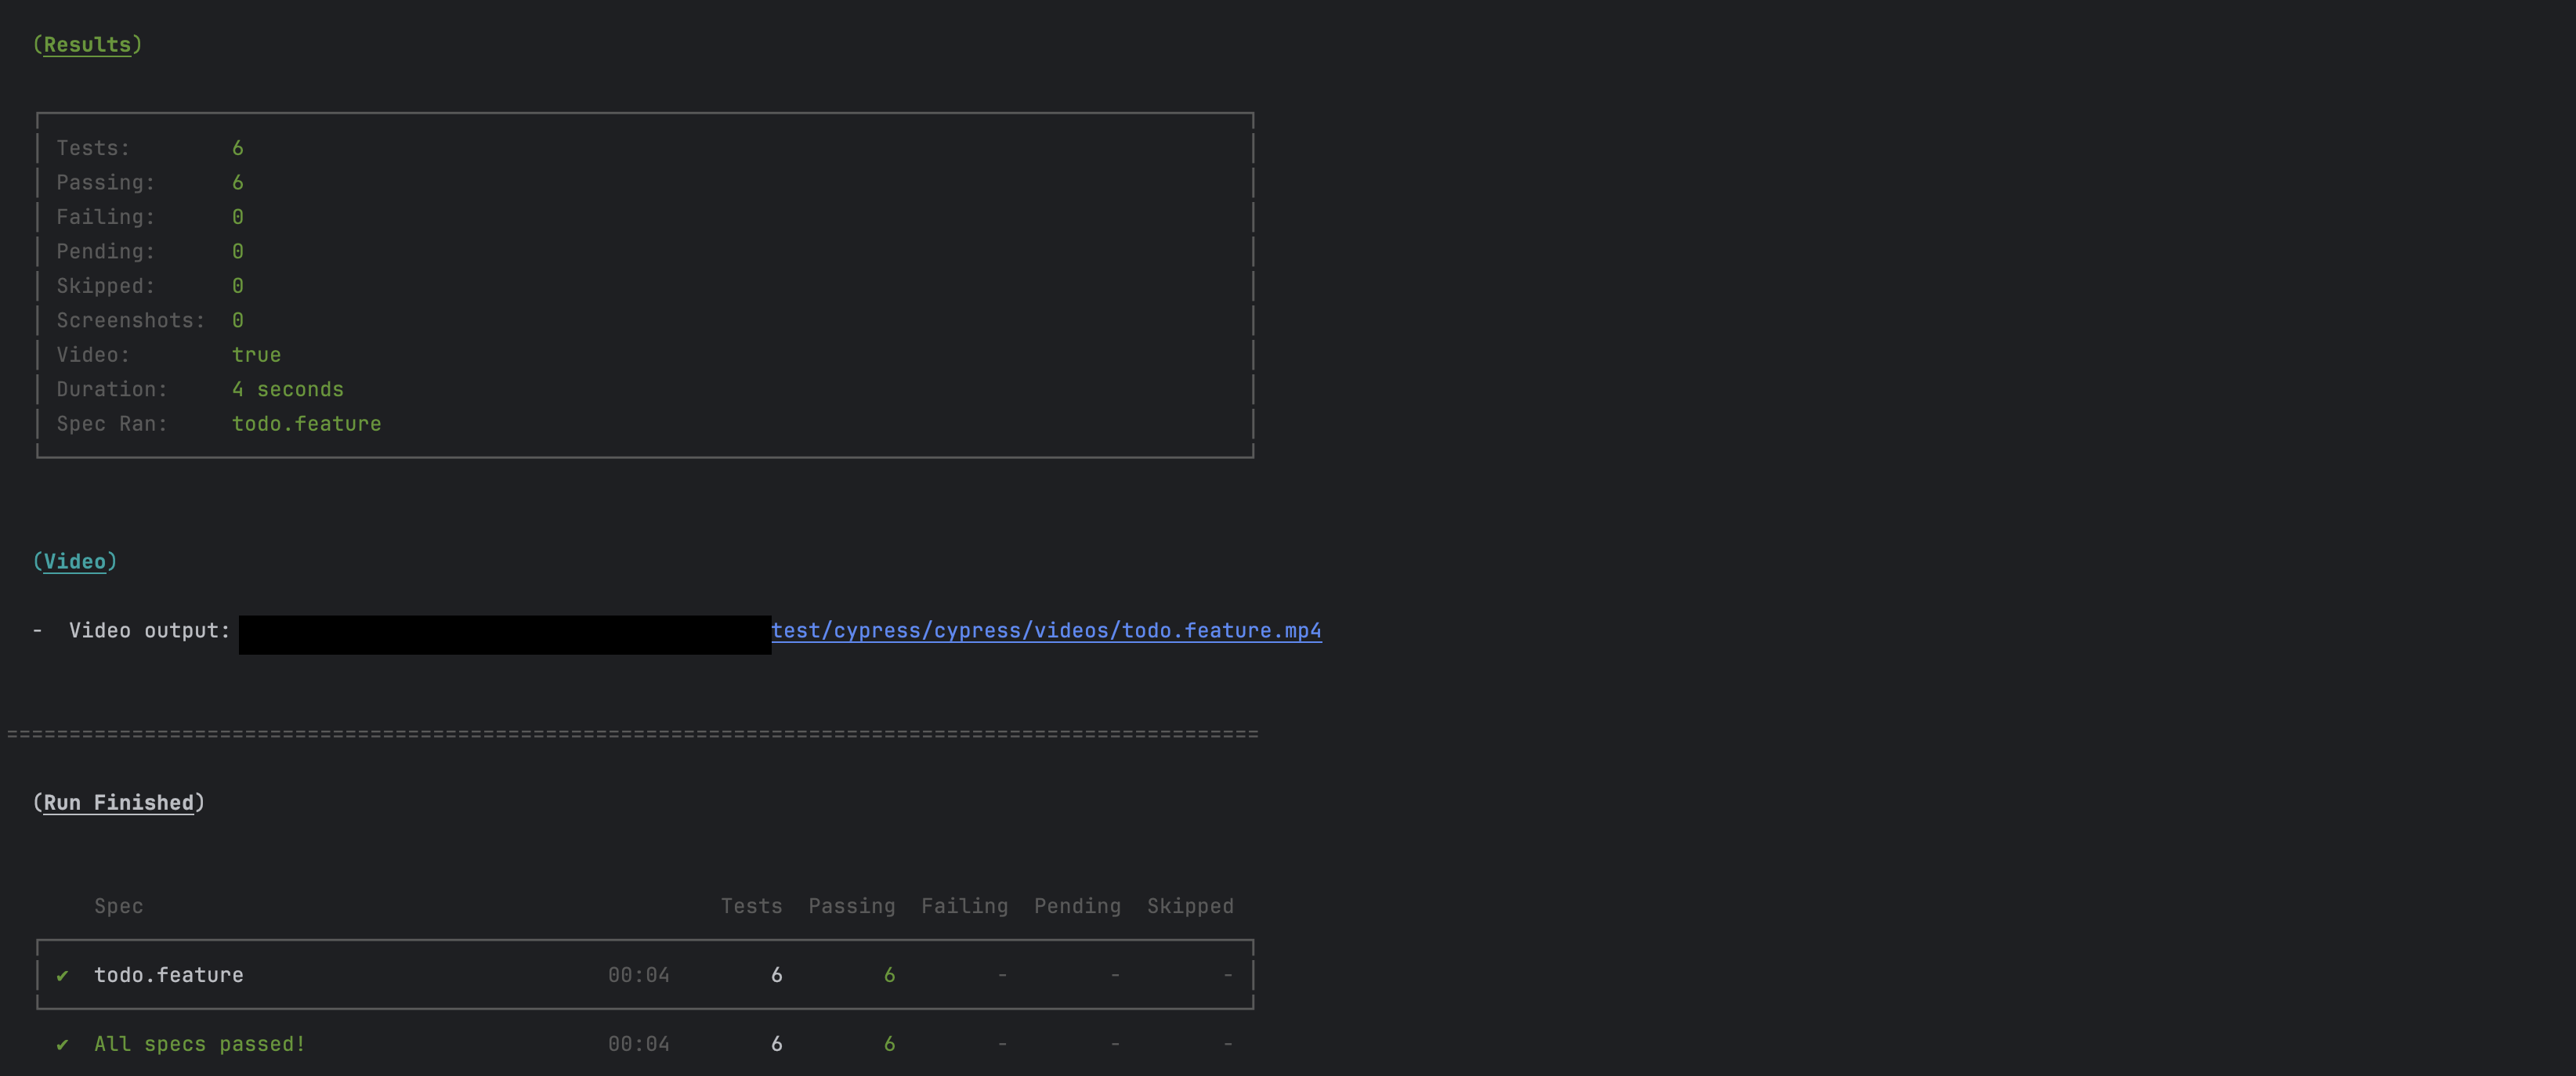 (Results)
Tests: 6
Passing: 6
Failing: 0
Pending: 0
Skipped: 0
Screenshots: 0
Video: true
Duration: 4 seconds
Spec Ran: todo.feature
(Video)
- Video output: test/cypress/cypress/videos/todo.feature.mp4
====================================================================================================
(Run Finished)
Spec Tests Passing Failing Pending Skipped
✔ todo.feature 00:04 6 6 - - -
✔ All specs passed! 00:04 6 6 - - -